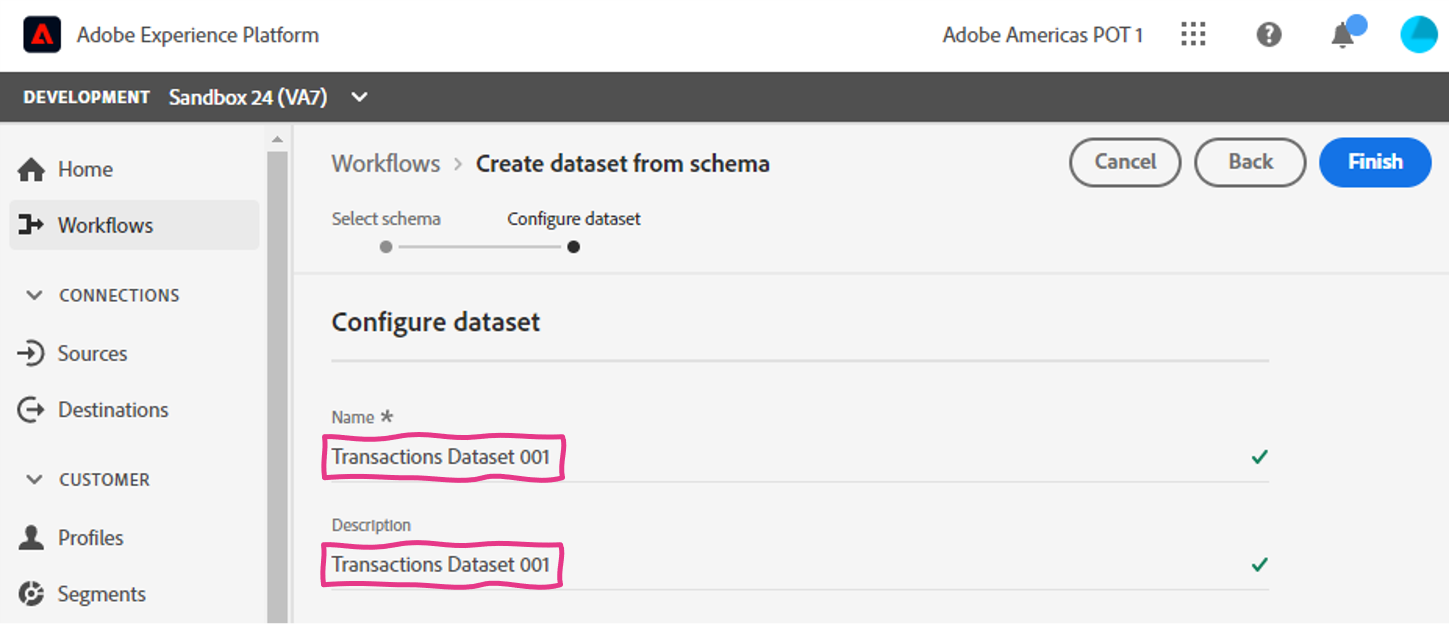 Adobe Experience Platform
Adobe Americas POT 1
DEVELOPMENT Sandbox 24 (VA7)
Home
Workflows
CONNECTIONS
Sources
Destinations
CUSTOMER
Profiles
Segments
Workflows > Create dataset from schema
Cancel
Back
Finish
Select schema
Configure dataset
Configure dataset
Name *
Transactions Dataset 001
Description
Transactions Dataset 001